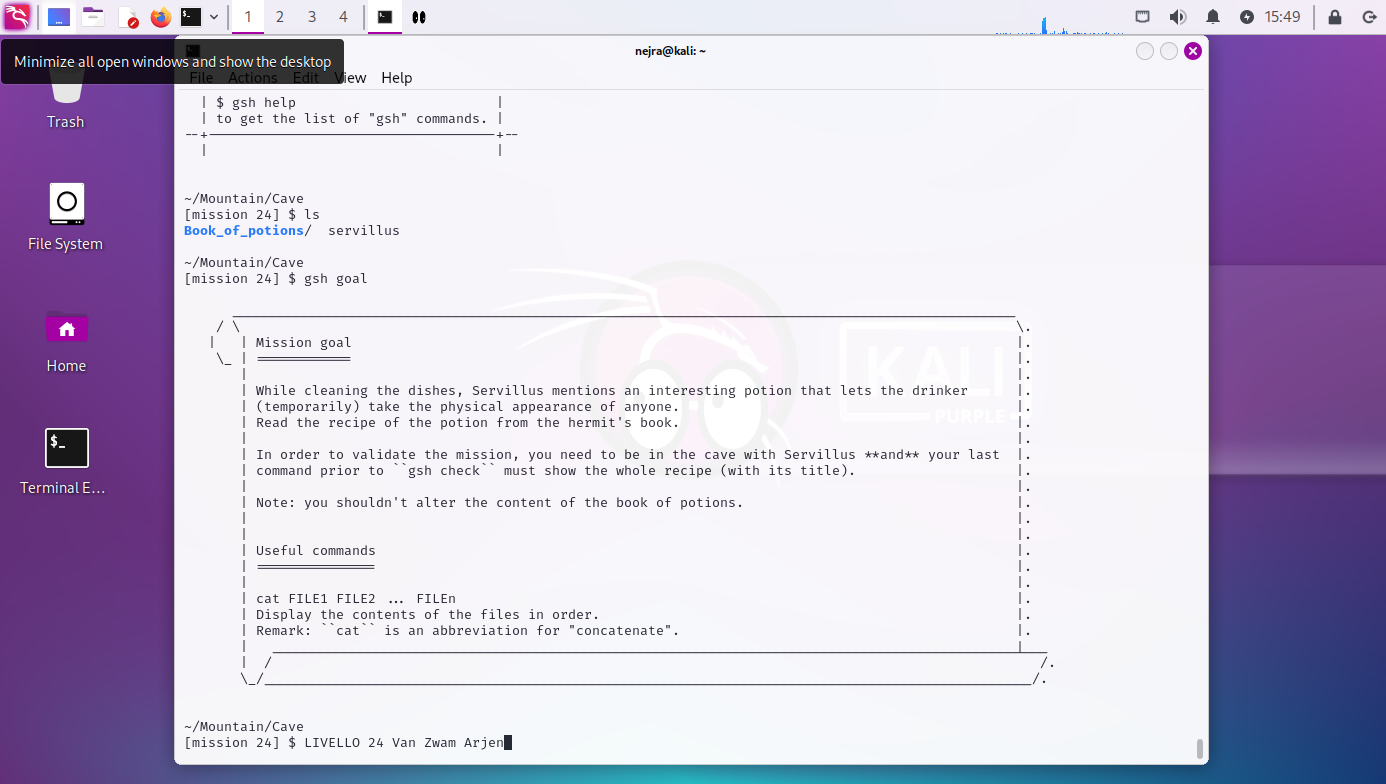 1 2 3 4 15:49
Minimize all open windows and show the desktop
nejra@kali: ~
File Actions Edit View Help
Trash
File System
Home
Terminal E...
| $ gsh help |
| to get the list of "gsh" commands. |
~/Mountain/Cave
[mission 24] $ ls
Book_of_potions/ servillus
~/Mountain/Cave
[mission 24] $ gsh goal
Mission goal
============
While cleaning the dishes, Servillus mentions an interesting potion that lets the drinker
(temporarily) take the physical appearance of anyone.
Read the recipe of the potion from the hermit's book.
In order to validate the mission, you need to be in the cave with Servillus **and** your last
command prior to ``gsh check`` must show the whole recipe (with its title).
Note: you shouldn't alter the content of the book of potions.
Useful commands
===============
cat FILE1 FILE2 ... FILEn
Display the contents of the files in order.
Remark: ``cat`` is an abbreviation for "concatenate".
~/Mountain/Cave
[mission 24] $ LIVELLO 24 Van Zwam Arjen
KALI
PURPLE